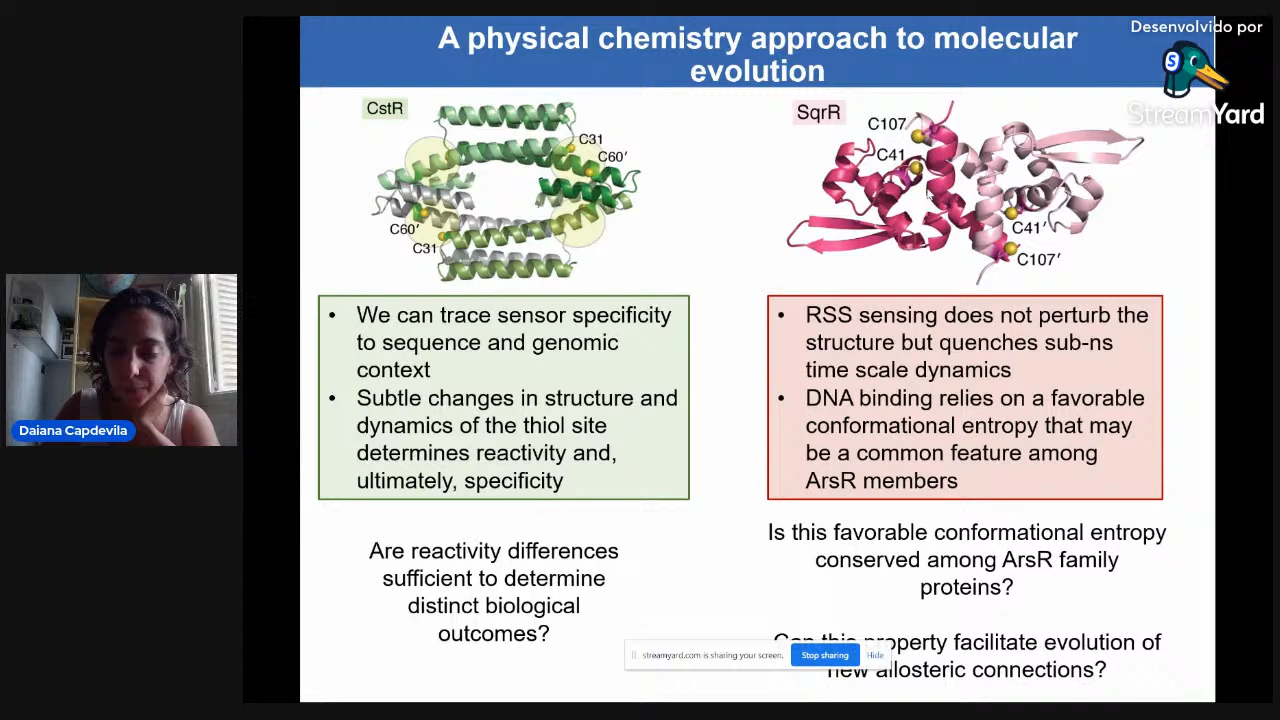 A physical chemistry approach to molecular
evolution
Desenvolvido por
StreamYard
CstR
C31
C60′
C60′
C31
SqrR
C107
C41
C41′
C107′
• We can trace sensor specificity
to sequence and genomic
context
• Subtle changes in structure and
dynamics of the thiol site
determines reactivity and,
ultimately, specificity
• RSS sensing does not perturb the
structure but quenches sub-ns
time scale dynamics
• DNA binding relies on a favorable
conformational entropy that may
be a common feature among
ArsR members
Daiana Capdevila
Are reactivity differences
sufficient to determine
distinct biological
outcomes?
Is this favorable conformational entropy
conserved among ArsR family
proteins?
Can this property facilitate evolution of
new allosteric connections?
streamyard.com is sharing your screen.
Stop sharing
Hide